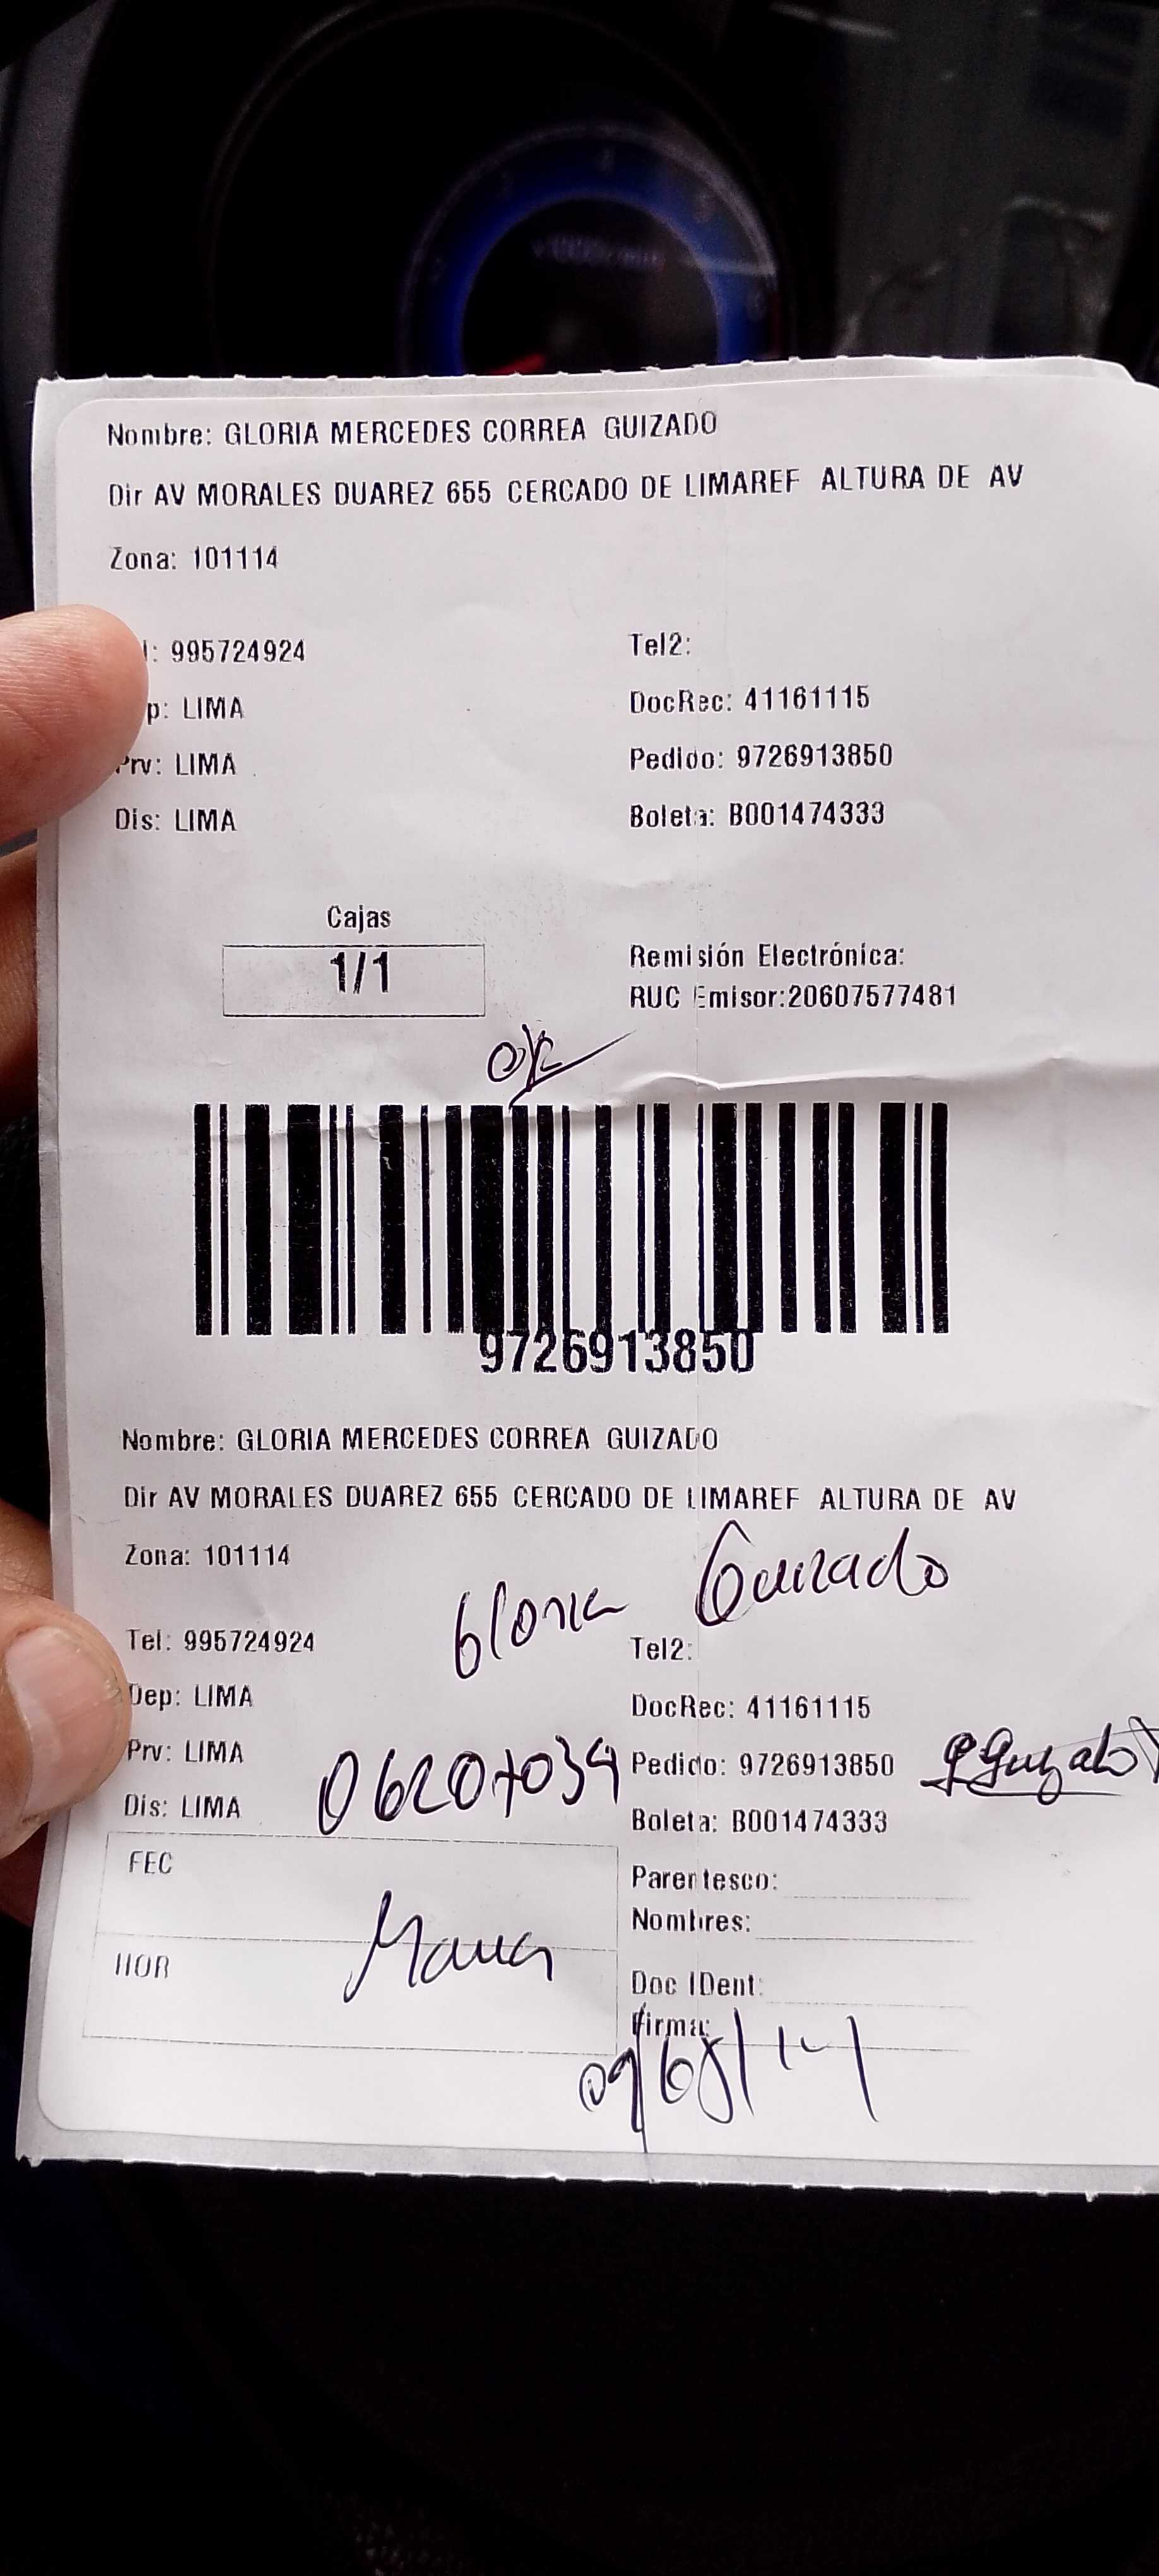 Nombre: GLORIA MERCEDES CORREA GUIZADO
Dir AV MORALES DUAREZ 655 CERCADO DE LIMAREF ALTURA DE AV
Zona: 101114
l: 995724924 Tel2:
p: LIMA DocRec: 41161115
Prv: LIMA Pedido: 9726913850
Dis: LIMA Boleta: B001474333
Cajas
1/1
Remisión Electrónica:
RUC Emisor:20607577481
OK
9726913850
Nombre: GLORIA MERCEDES CORREA GUIZADO
Dir AV MORALES DUAREZ 655 CERCADO DE LIMAREF ALTURA DE AV
Zona: 101114
Gloria Guizado
Tel: 995724924 Tel2:
Dep: LIMA DocRec: 41161115
Prv: LIMA Pedido: 9726913850
06207034 Guizado
Dis: LIMA Boleta: B001474333
FEC Parentesco:
Nombres:
HOR Doc IDent:
Firma: